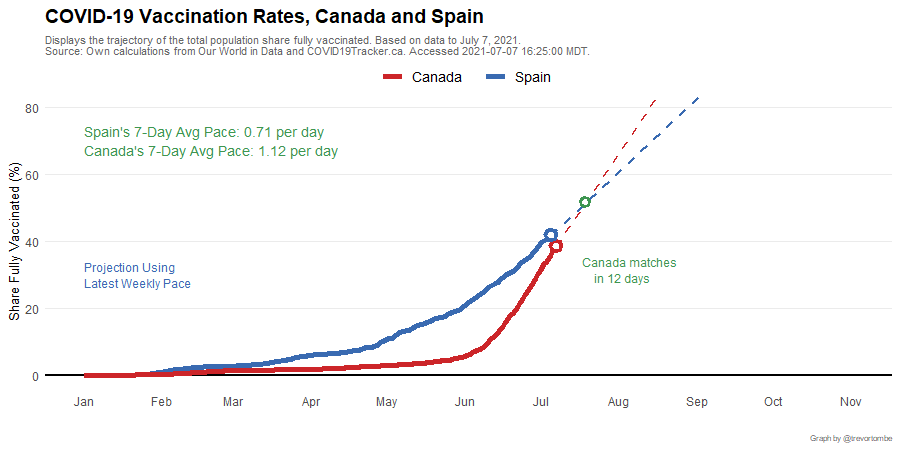 COVID-19 Vaccination Rates, Canada and Spain
Displays the trajectory of the total population share fully vaccinated. Based on data to July 7, 2021.
Source: Own calculations from Our World in Data and COVID19Tracker.ca. Accessed 2021-07-07 16:25:00 MDT.
Canada Spain
Share Fully Vaccinated (%)
80
60
40
20
0
Spain's 7-Day Avg Pace: 0.71 per day
Canada's 7-Day Avg Pace: 1.12 per day
Projection Using
Latest Weekly Pace
Canada matches
in 12 days
Jan Feb Mar Apr May Jun Jul Aug Sep Oct Nov
Graph by @trevortombe